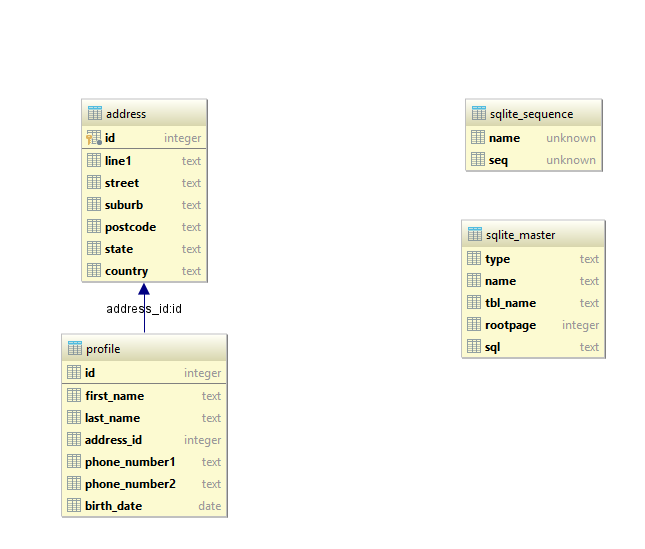 address
id integer
line1 text
street text
suburb text
postcode text
state text
country text
address_id:id
profile
id integer
first_name text
last_name text
address_id integer
phone_number1 text
phone_number2 text
birth_date date
sqlite_sequence
name unknown
seq unknown
sqlite_master
type text
name text
tbl_name text
rootpage integer
sql text